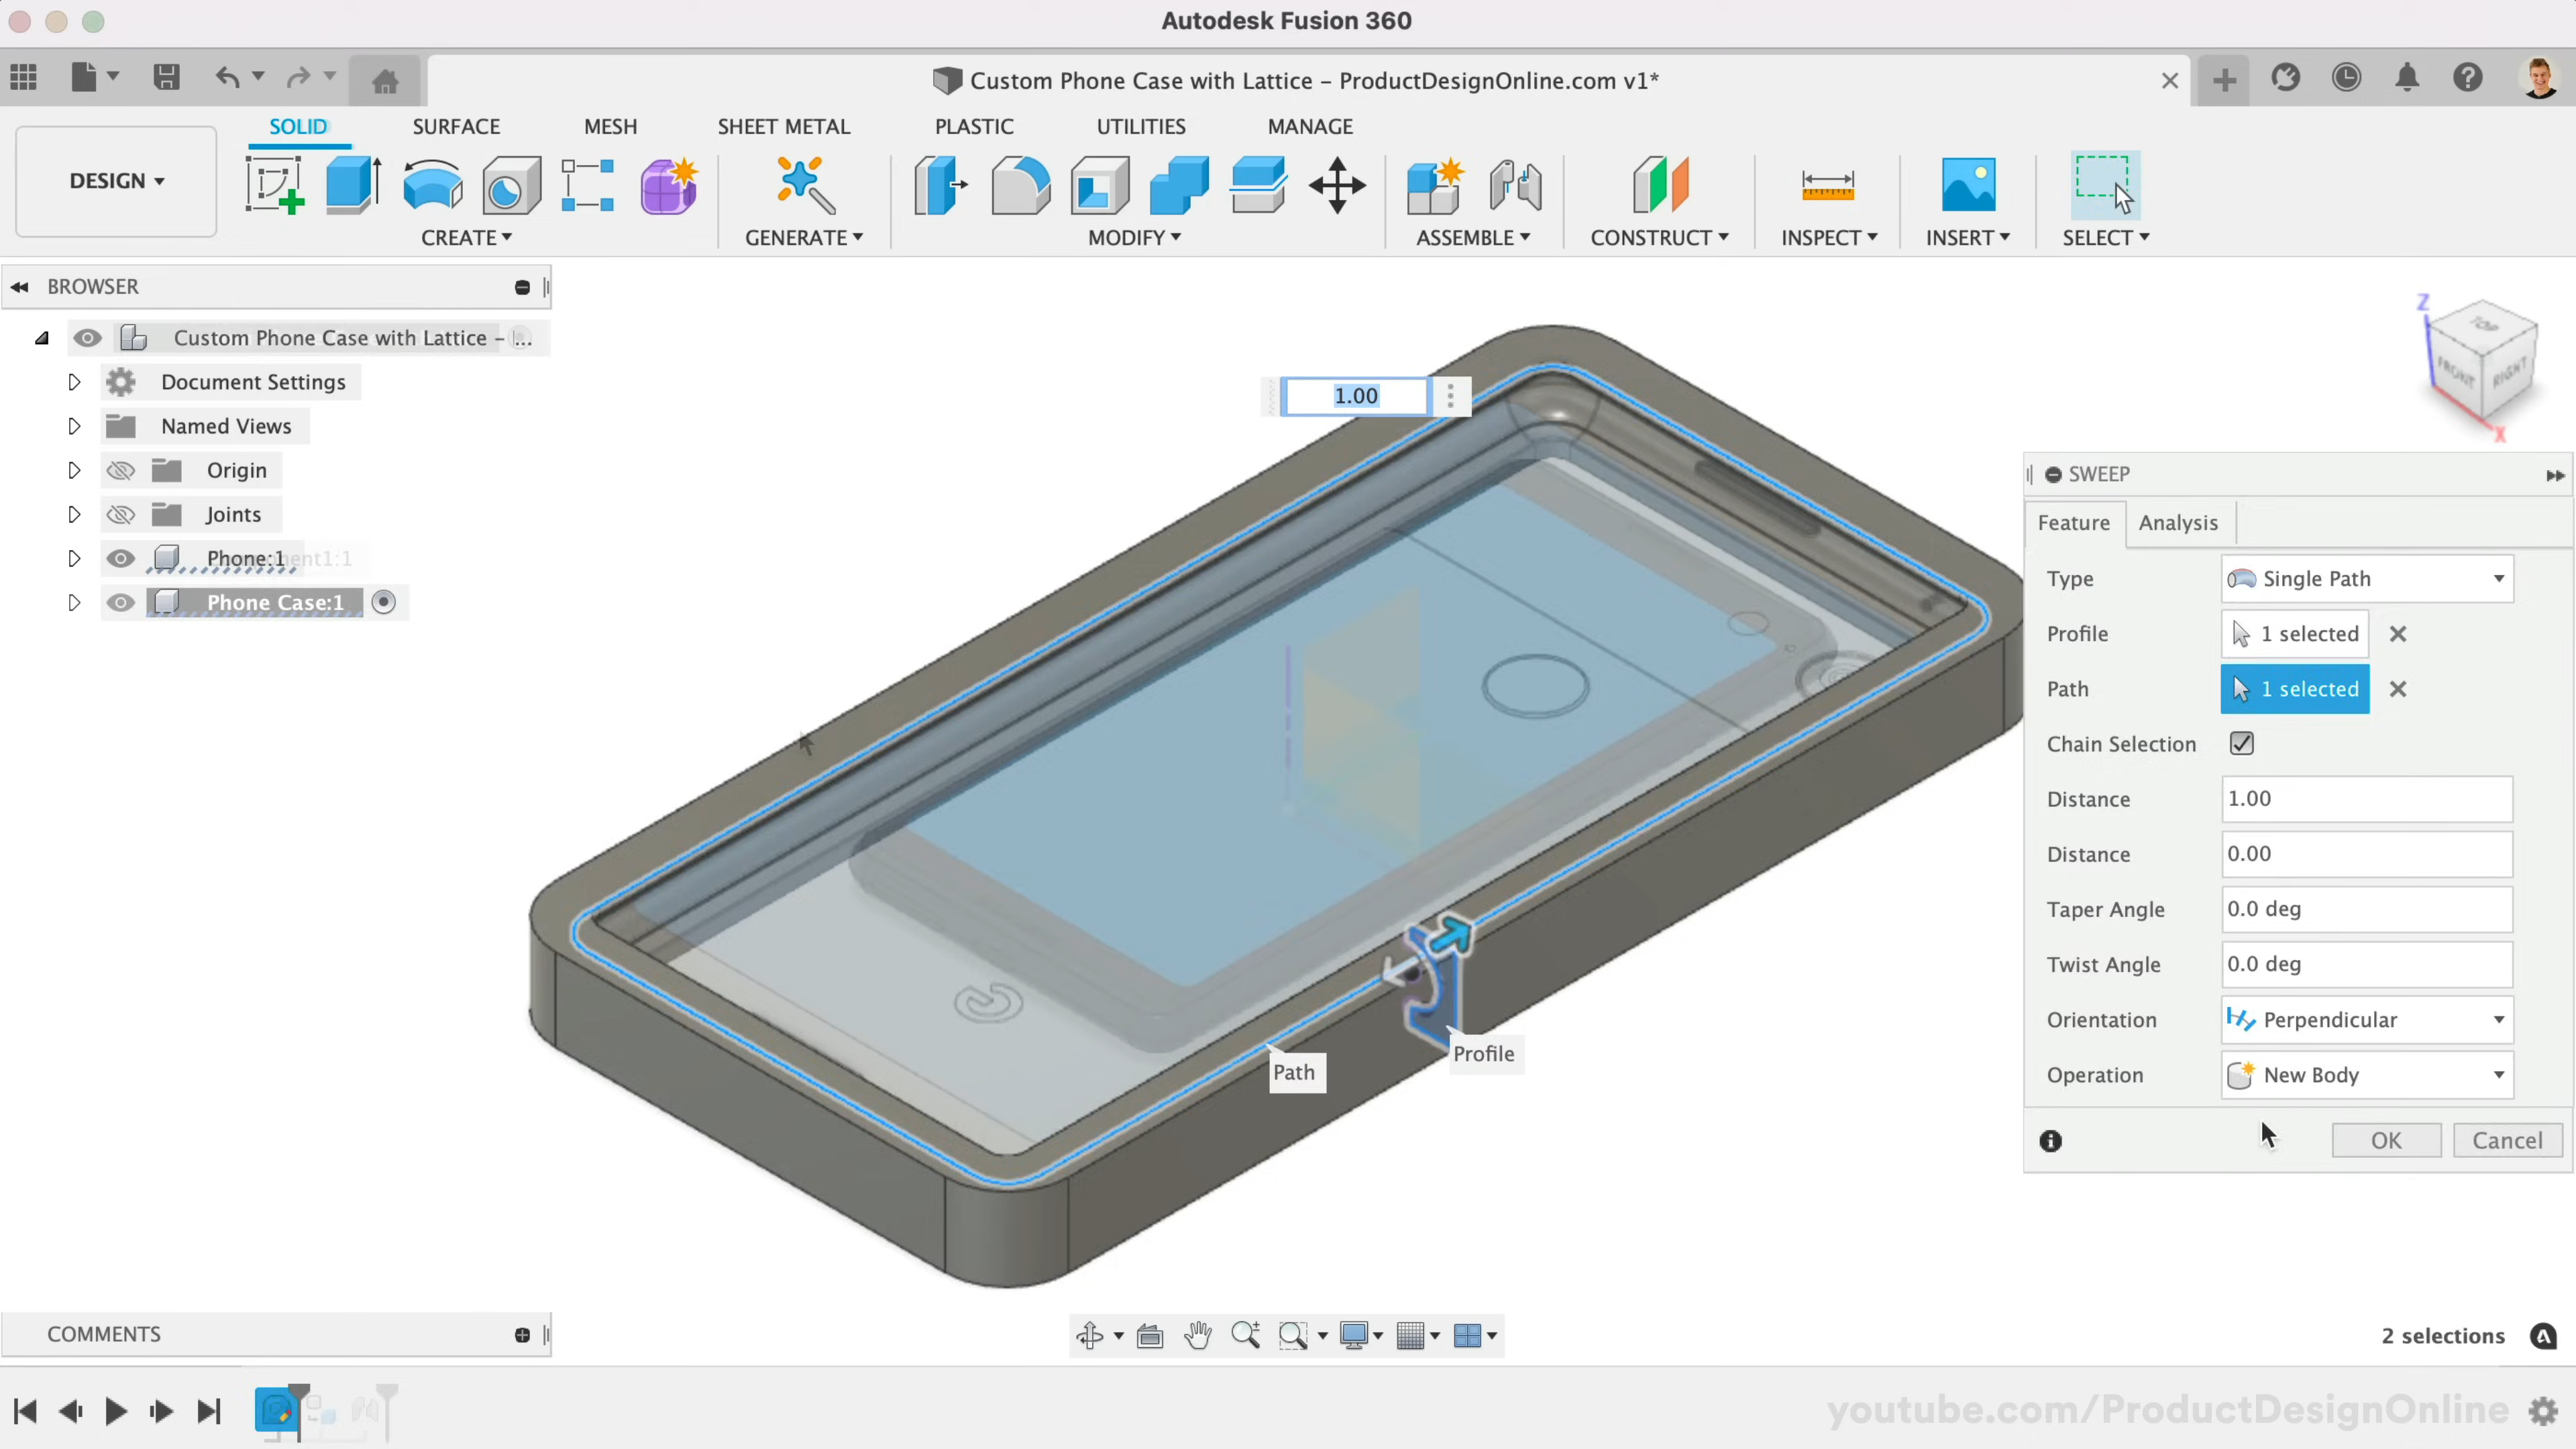 Autodesk Fusion 360
Custom Phone Case with Lattice – ProductDesignOnline.com v1*
SOLID SURFACE MESH SHEET METAL PLASTIC UTILITIES MANAGE
DESIGN
CREATE GENERATE MODIFY ASSEMBLE CONSTRUCT INSPECT INSERT SELECT
BROWSER
Custom Phone Case with Lattice – ...
Document Settings
Named Views
Origin
Joints
Phone:1
Phone Case:1
1.00
Z
TOP
FRONT
RIGHT
X
Path
Profile
SWEEP
Feature Analysis
Type Single Path
Profile 1 selected
Path 1 selected
Chain Selection
Distance 1.00
Distance 0.00
Taper Angle 0.0 deg
Twist Angle 0.0 deg
Orientation Perpendicular
Operation New Body
OK Cancel
COMMENTS
2 selections
youtube.com/ProductDesignOnline